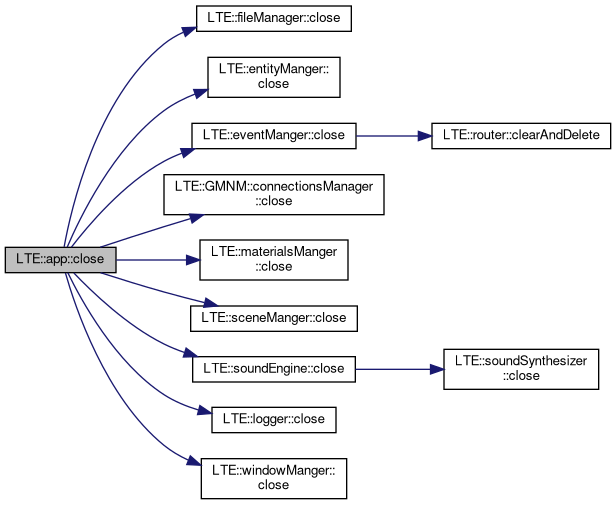 LTE::app::close
LTE::fileManager::close
LTE::entityManger::
close
LTE::eventManger::close
LTE::router::clearAndDelete
LTE::GMNM::connectionsManager
::close
LTE::materialsManger
::close
LTE::sceneManger::close
LTE::soundEngine::close
LTE::soundSynthesizer
::close
LTE::logger::close
LTE::windowManger::
close